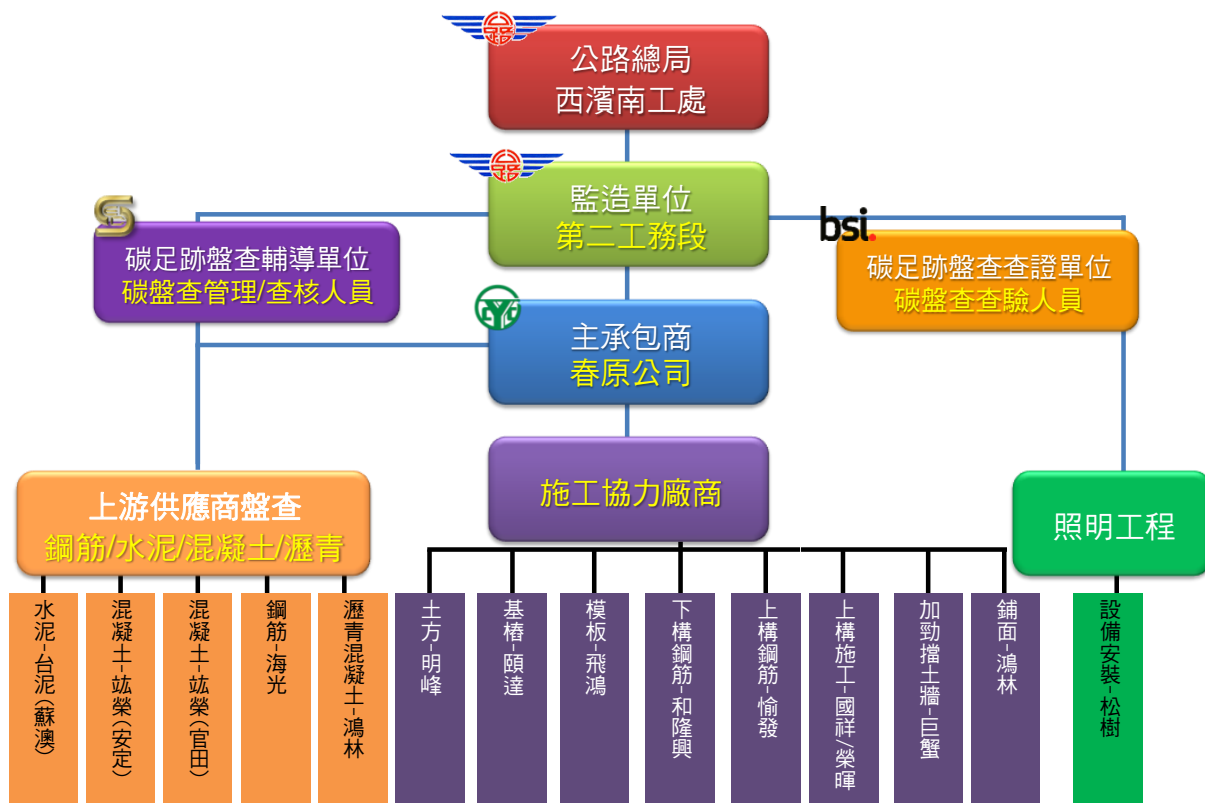 公路總局
西濱南工處
監造單位
第二工務段
碳足跡盤查輔導單位
碳盤查管理/查核人員
bsi.
碳足跡盤查查證單位
碳盤查查驗人員
主承包商
春原公司
施工協力廠商
上游供應商盤查
鋼筋/水泥/混凝土/瀝青
照明工程
水泥-台泥(蘇澳)
混凝土-竑榮(安定)
混凝土-竑榮(官田)
鋼筋-海光
瀝青混凝土-鴻林
土方-明峰
基樁-頤達
模板-飛鴻
下構鋼筋-和隆興
上構鋼筋-愉發
上構施工-國祥/榮暉
加勁擋土牆-巨蟹
鋪面-鴻林
設備安裝-松樹